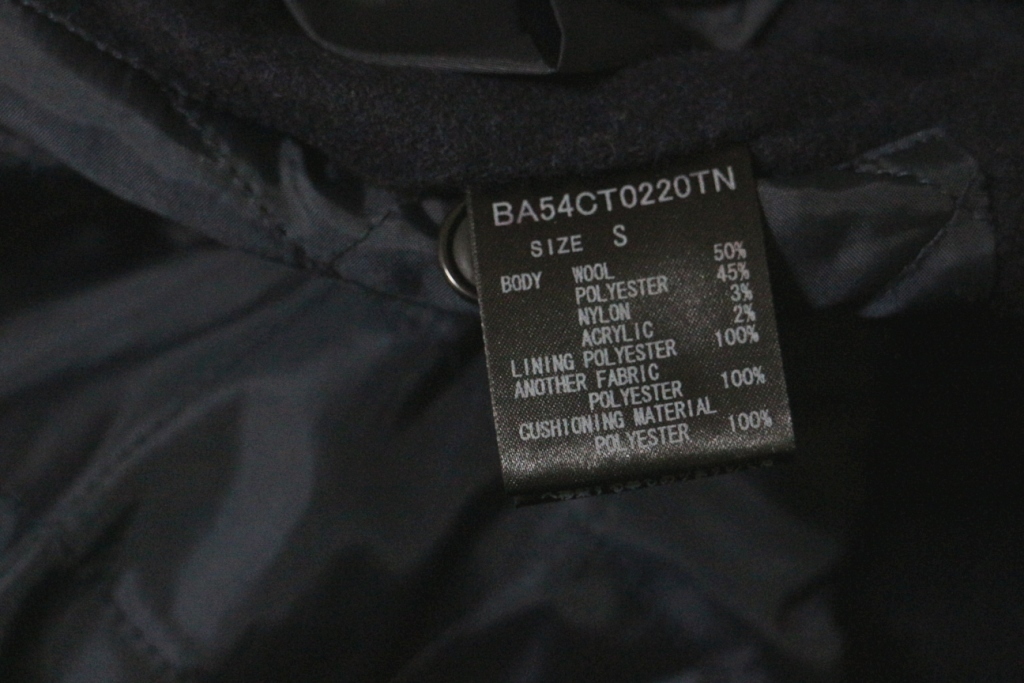 BA54CT0220TN
SIZE S
BODY WOOL 50%
POLYESTER 45%
NYLON 3%
ACRYLIC 2%
LINING POLYESTER 100%
ANOTHER FABRIC
POLYESTER 100%
CUSHIONING MATERIAL
POLYESTER 100%